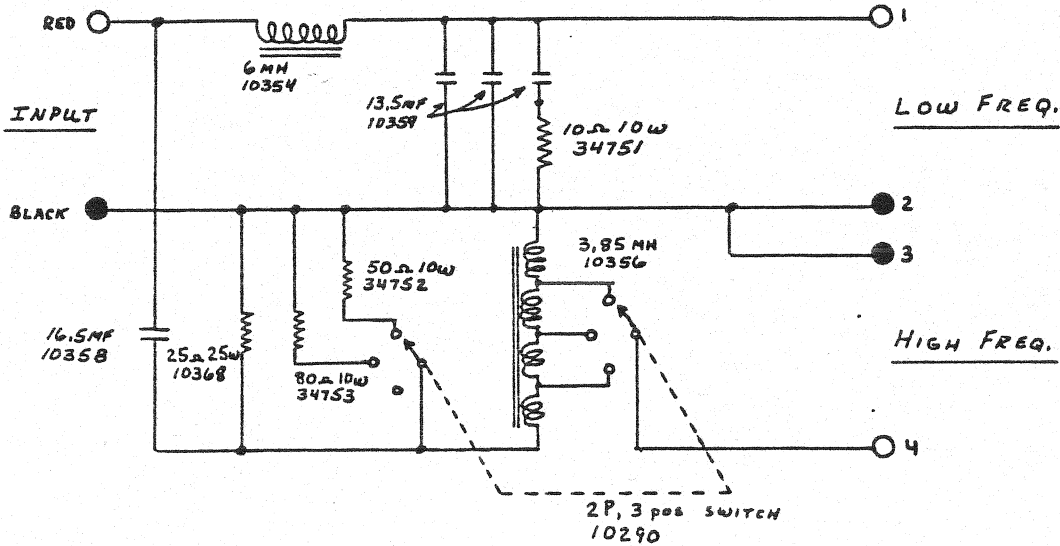 RED
1
6 MH
10354
13.5MF
10359
10Ω 10W
34751
INPUT
LOW FREQ.
BLACK
2
3
3,85 MH
10356
50Ω 10W
34752
16.5MF
10358
25Ω 25W
10368
80Ω 10W
34753
HIGH FREQ.
4
2P, 3 pos SWITCH
10290